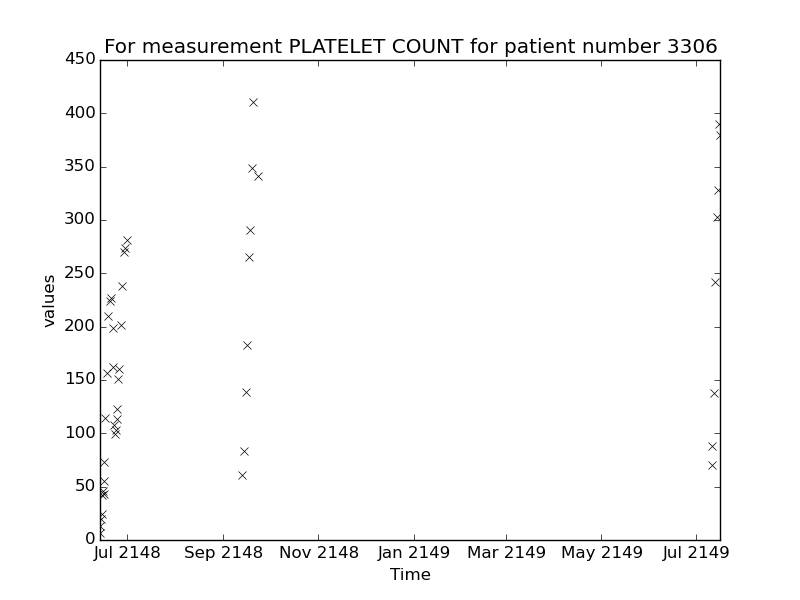 For measurement PLATELET COUNT for patient number 3306
450
400
350
300
250
200
150
100
50
0
values
Jul 2148 Sep 2148 Nov 2148 Jan 2149 Mar 2149 May 2149 Jul 2149
Time